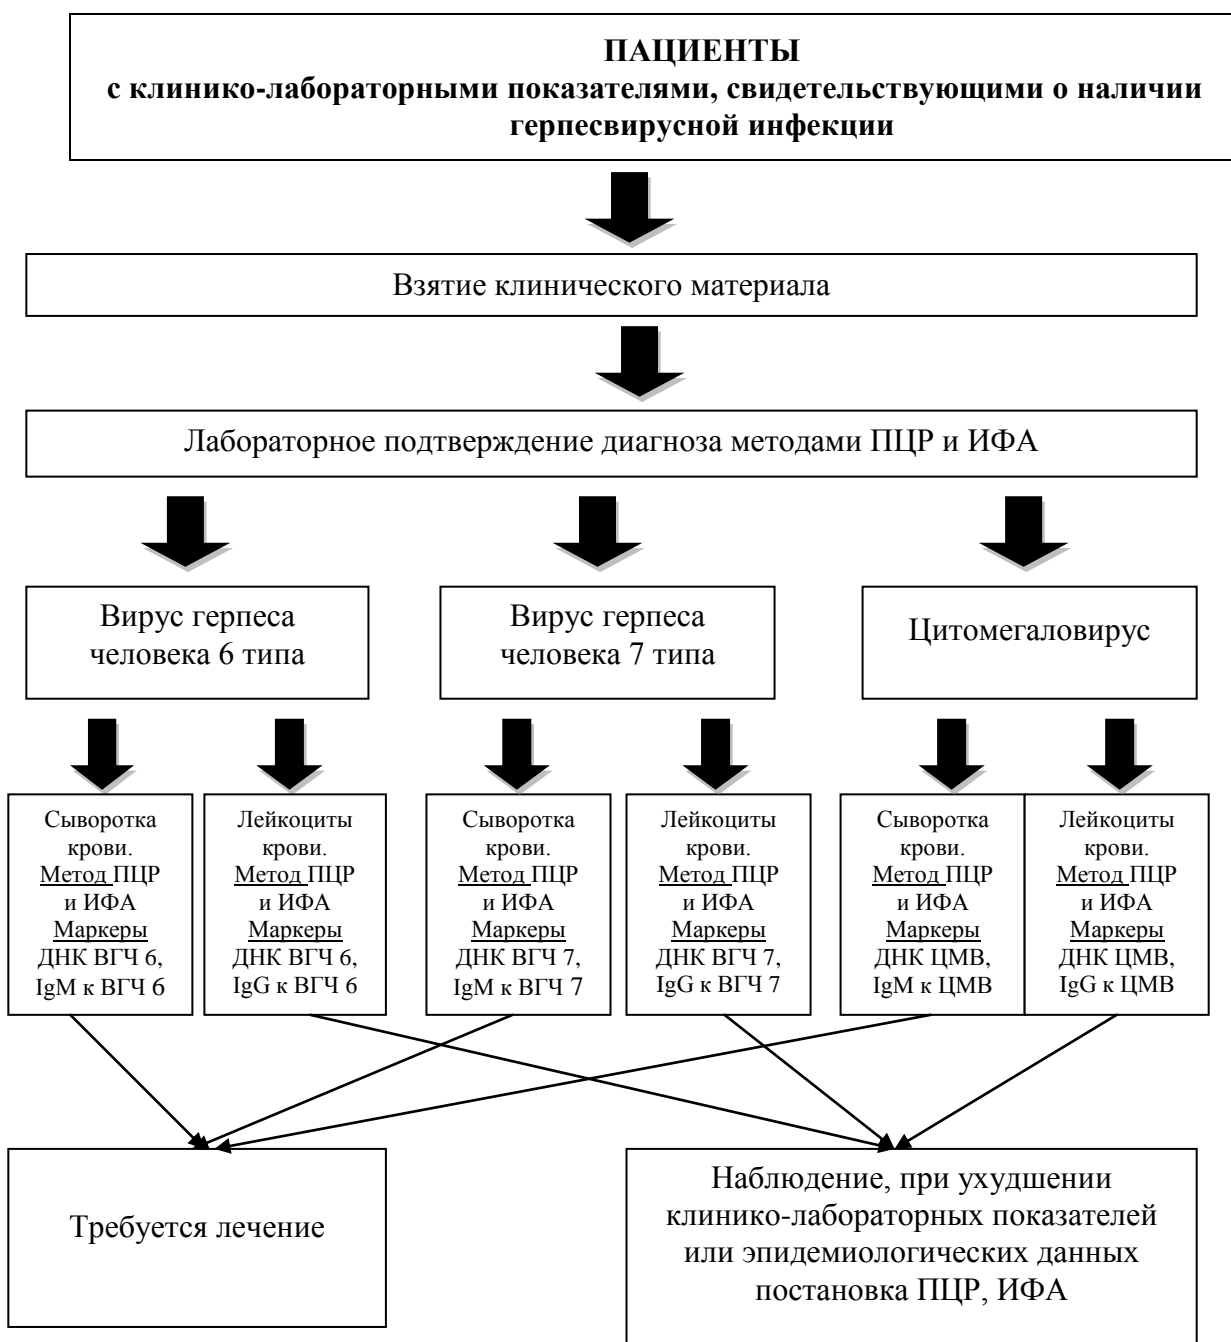 ПАЦИЕНТЫ
с клинико-лабораторными показателями, свидетельствующими о наличии
герпесвирусной инфекции
Взятие клинического материала
Лабораторное подтверждение диагноза методами ПЦР и ИФА
Вирус герпеса
человека 6 типа
Вирус герпеса
человека 7 типа
Цитомегаловирус
Сыворотка
крови.
Метод ПЦР
и ИФА
Маркеры
ДНК ВГЧ 6,
IgM к ВГЧ 6
Лейкоциты
крови.
Метод ПЦР
и ИФА
Маркеры
ДНК ВГЧ 6,
IgG к ВГЧ 6
Сыворотка
крови.
Метод ПЦР
и ИФА
Маркеры
ДНК ВГЧ 7,
IgM к ВГЧ 7
Лейкоциты
крови.
Метод ПЦР
и ИФА
Маркеры
ДНК ВГЧ 7,
IgG к ВГЧ 7
Сыворотка
крови.
Метод ПЦР
и ИФА
Маркеры
ДНК ЦМВ,
IgM к ЦМВ
Лейкоциты
крови.
Метод ПЦР
и ИФА
Маркеры
ДНК ЦМВ,
IgG к ЦМВ
Требуется лечение
Наблюдение, при ухудшении
клинико-лабораторных показателей
или эпидемиологических данных
постановка ПЦР, ИФА